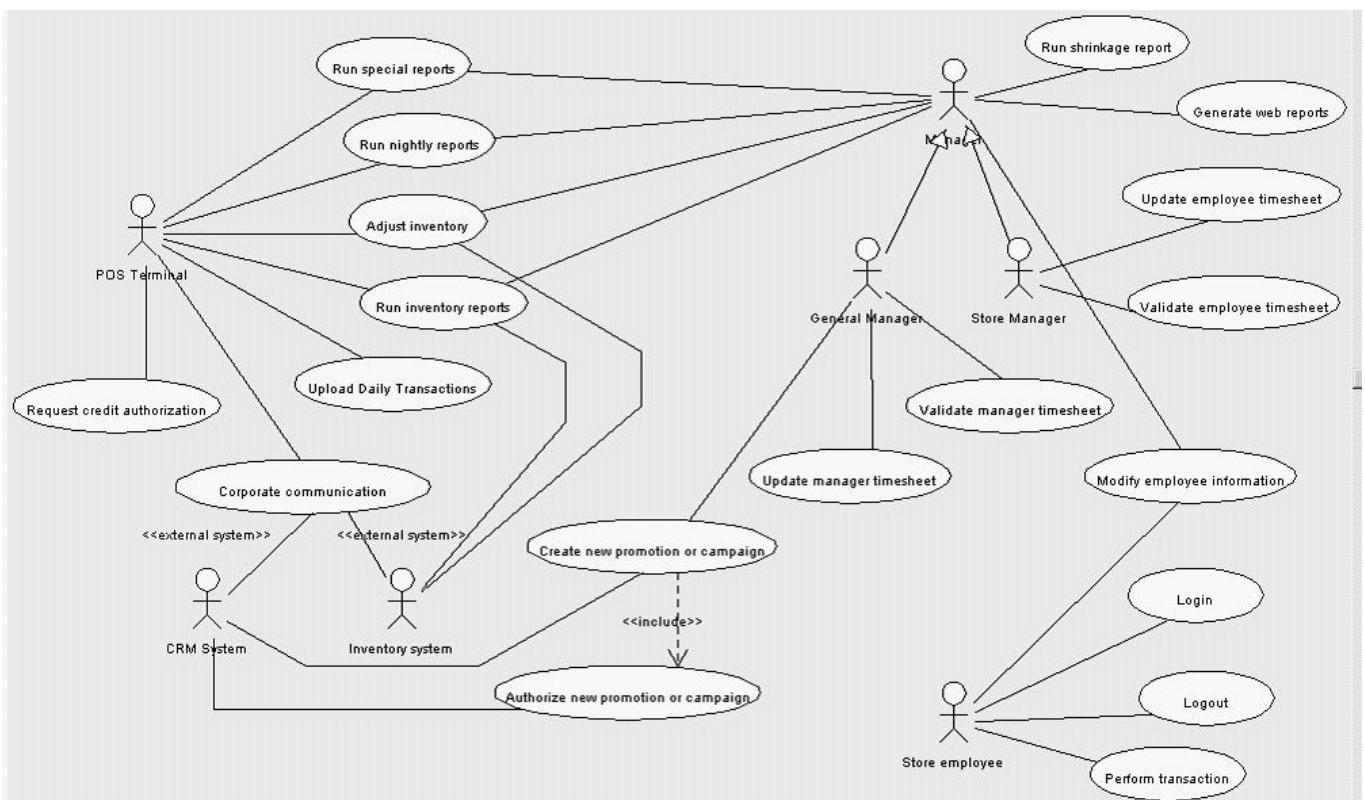 Run shrinkage report
Run special reports
Generate web reports
Manager
Run nightly reports
Update employee timesheet
Adjust inventory
POS Terminal
Run inventory reports
Validate employee timesheet
General Manager
Store Manager
Upload Daily Transactions
Request credit authorization
Validate manager timesheet
Update manager timesheet
Modify employee information
Corporate communication
<<external system>>
<<external system>>
Create new promotion or campaign
Login
<<include>>
CRM System
Inventory system
Authorize new promotion or campaign
Logout
Store employee
Perform transaction